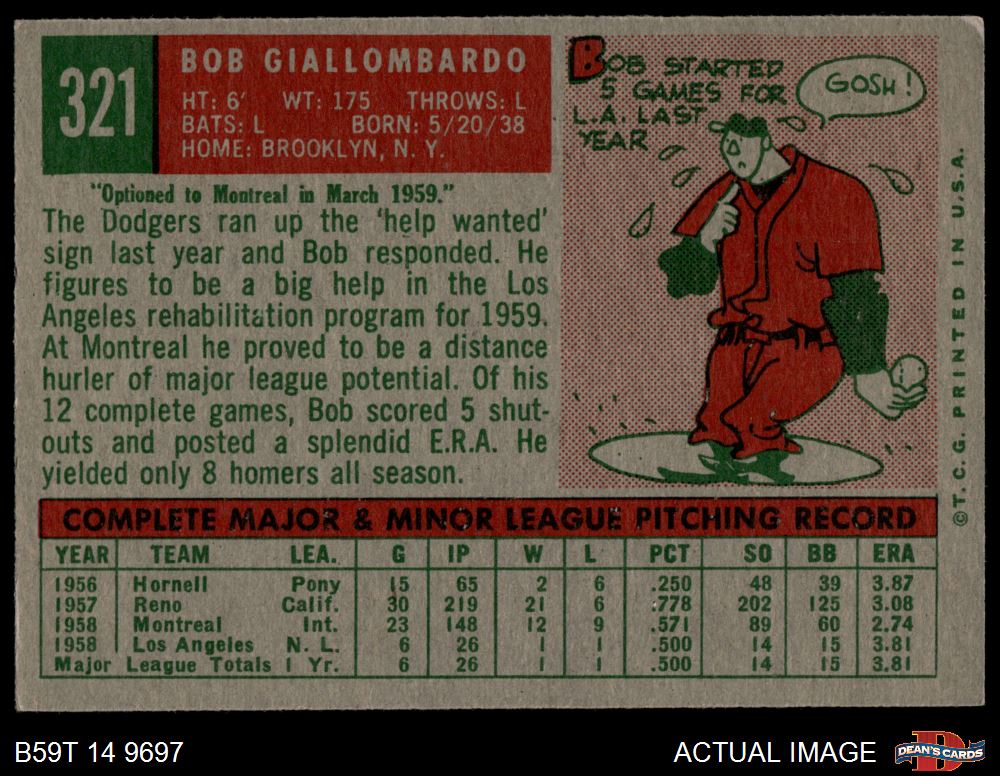 321
BOB GIALLOMBARDO
HT: 6' WT: 175 THROWS: L
BATS: L BORN: 5/20/38
HOME: BROOKLYN, N. Y.
"Optioned to Montreal in March 1959."
The Dodgers ran up the 'help wanted'
sign last year and Bob responded. He
figures to be a big help in the Los
Angeles rehabilitation program for 1959.
At Montreal he proved to be a distance
hurler of major league potential. Of his
12 complete games, Bob scored 5 shut-
outs and posted a splendid E.R.A. He
yielded only 8 homers all season.
BOB STARTED
5 GAMES FOR
L.A. LAST
YEAR
GOSH!
COMPLETE MAJOR & MINOR LEAGUE PITCHING RECORD
YEAR TEAM LEA. G IP W L PCT SO BB ERA
1956 Hornell Pony 15 65 2 6 .250 48 39 3.87
1957 Reno Calif. 30 219 21 6 .778 202 125 3.08
1958 Montreal Int. 23 148 12 9 .571 89 60 2.74
1958 Los Angeles N. L. 6 26 1 1 .500 14 15 3.81
Major League Totals 1 Yr. 6 26 1 1 .500 14 15 3.81
©T.C.G. PRINTED IN U.S.A.
B59T 14 9697
ACTUAL IMAGE
D
DEAN'S CARDS